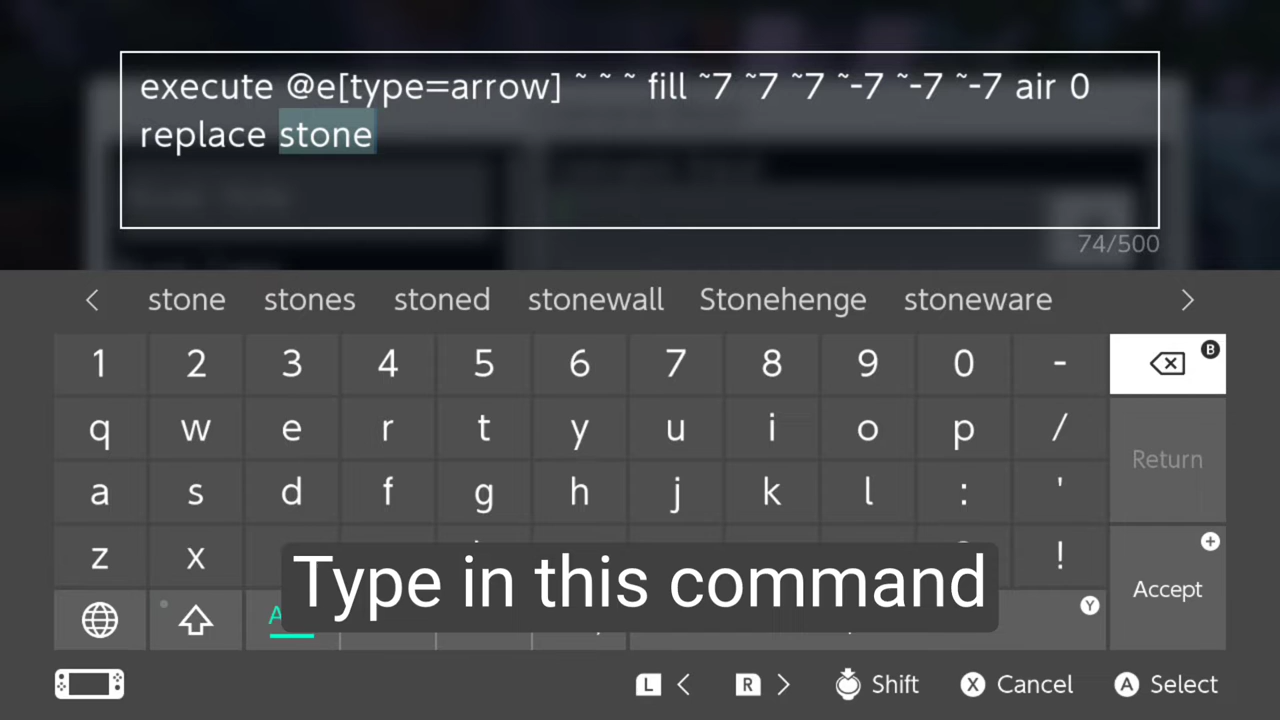 execute @e[type=arrow] ~ ~ ~ fill ~7 ~7 ~7 ~-7 ~-7 ~-7 air 0
replace stone
74/500
< stone stones stoned stonewall Stonehenge stoneware >
1 2 3 4 5 6 7 8 9 0 - B
q w e r t y u i o p /
Return
a s d f g h j k l : '
z x ! +
Type in this command
Accept
Y
L < R > Shift X Cancel A Select